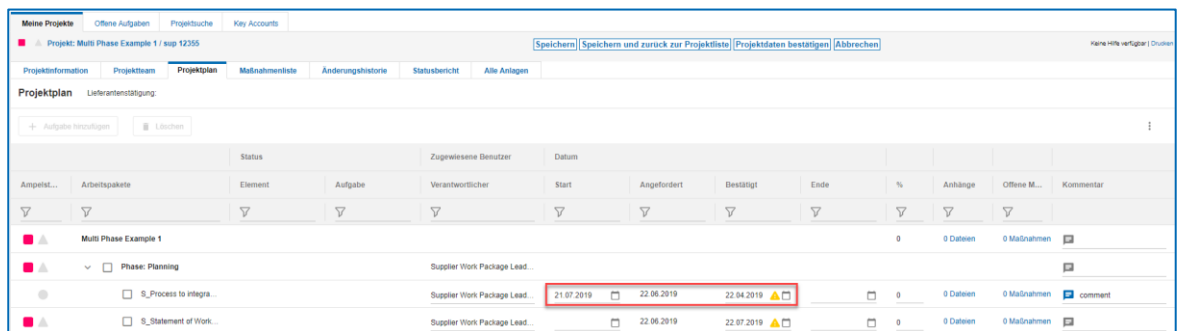 Meine Projekte Offene Aufgaben Projektsuche Key Accounts
Projekt: Multi Phase Example 1 / sup 12355 Speichern Speichern und zurück zur Projektliste Projektdaten bestätigen Abbrechen Keine Hilfe verfügbar | Drucken
Projektinformation Projektteam Projektplan Maßnahmenliste Änderungshistorie Statusbericht Alle Anlagen
Projektplan Lieferantenstätigung:
+ Aufgabe hinzufügen Löschen
Status Zugewiesene Benutzer Datum
Ampelst... Arbeitspakete Element Aufgabe Verantwortlicher Start Angefordert Bestätigt Ende % Anhänge Offene M... Kommentar
Multi Phase Example 1 0 0 Dateien 0 Maßnahmen
Phase: Planning Supplier Work Package Lead...
S_Process to integra... Supplier Work Package Lead... 21.07.2019 22.06.2019 22.04.2019 0 0 Dateien 0 Maßnahmen comment
S_Statement of Work... Supplier Work Package Lead... 22.06.2019 22.07.2019 0 0 Dateien 0 Maßnahmen